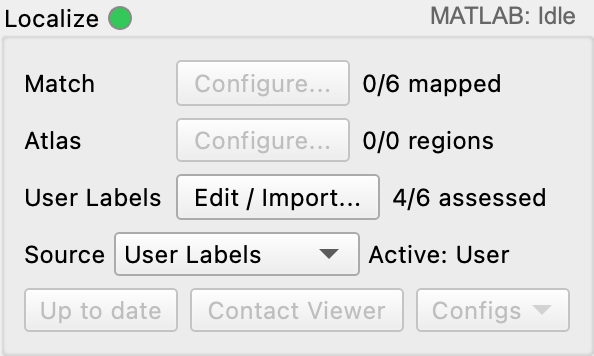 Localize MATLAB: Idle
Match Configure... 0/6 mapped
Atlas Configure... 0/0 regions
User Labels Edit / Import... 4/6 assessed
Source User Labels Active: User
Up to date Contact Viewer Configs